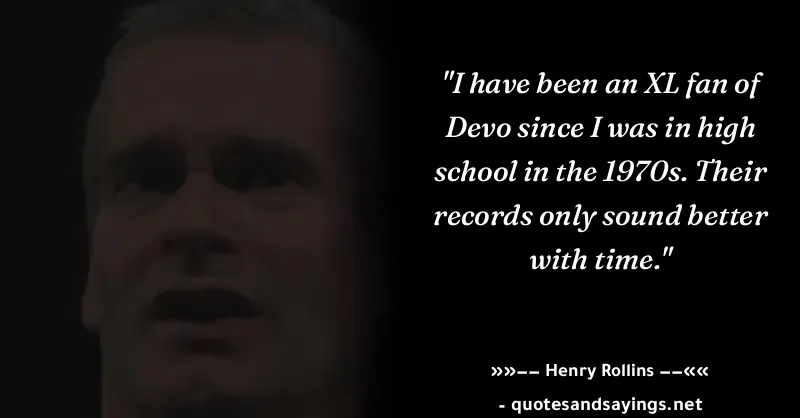 "I have been an XL fan of
Devo since I was in high
school in the 1970s. Their
records only sound better
with time."
»»−− Henry Rollins −−««
- quotesandsayings.net